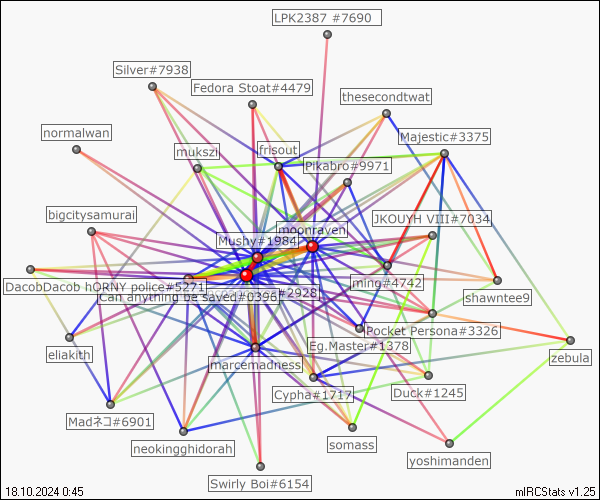 LPK2387 #7690
Silver#7938
Fedora Stoat#4479
thesecondtwat
normalwan
Majestic#3375
mukszil
frisout
Pikabro#9971
bigcitysamurai
JKOUYH VIII#7034
moonraven
Mushy#1984
DacobDacob hORNY police#5271
ming#4742
Can anything be saved#0396
#2928
shawntee9
Pocket Persona#3326
eliakith
Eg.Master#1378
zebula
marcemadness
Cypha#1717
Duck#1245
Madネコ#6901
neokingghidorah
somass
yoshimanden
Swirly Boi#6154
18.10.2024 0:45
mIRCStats v1.25